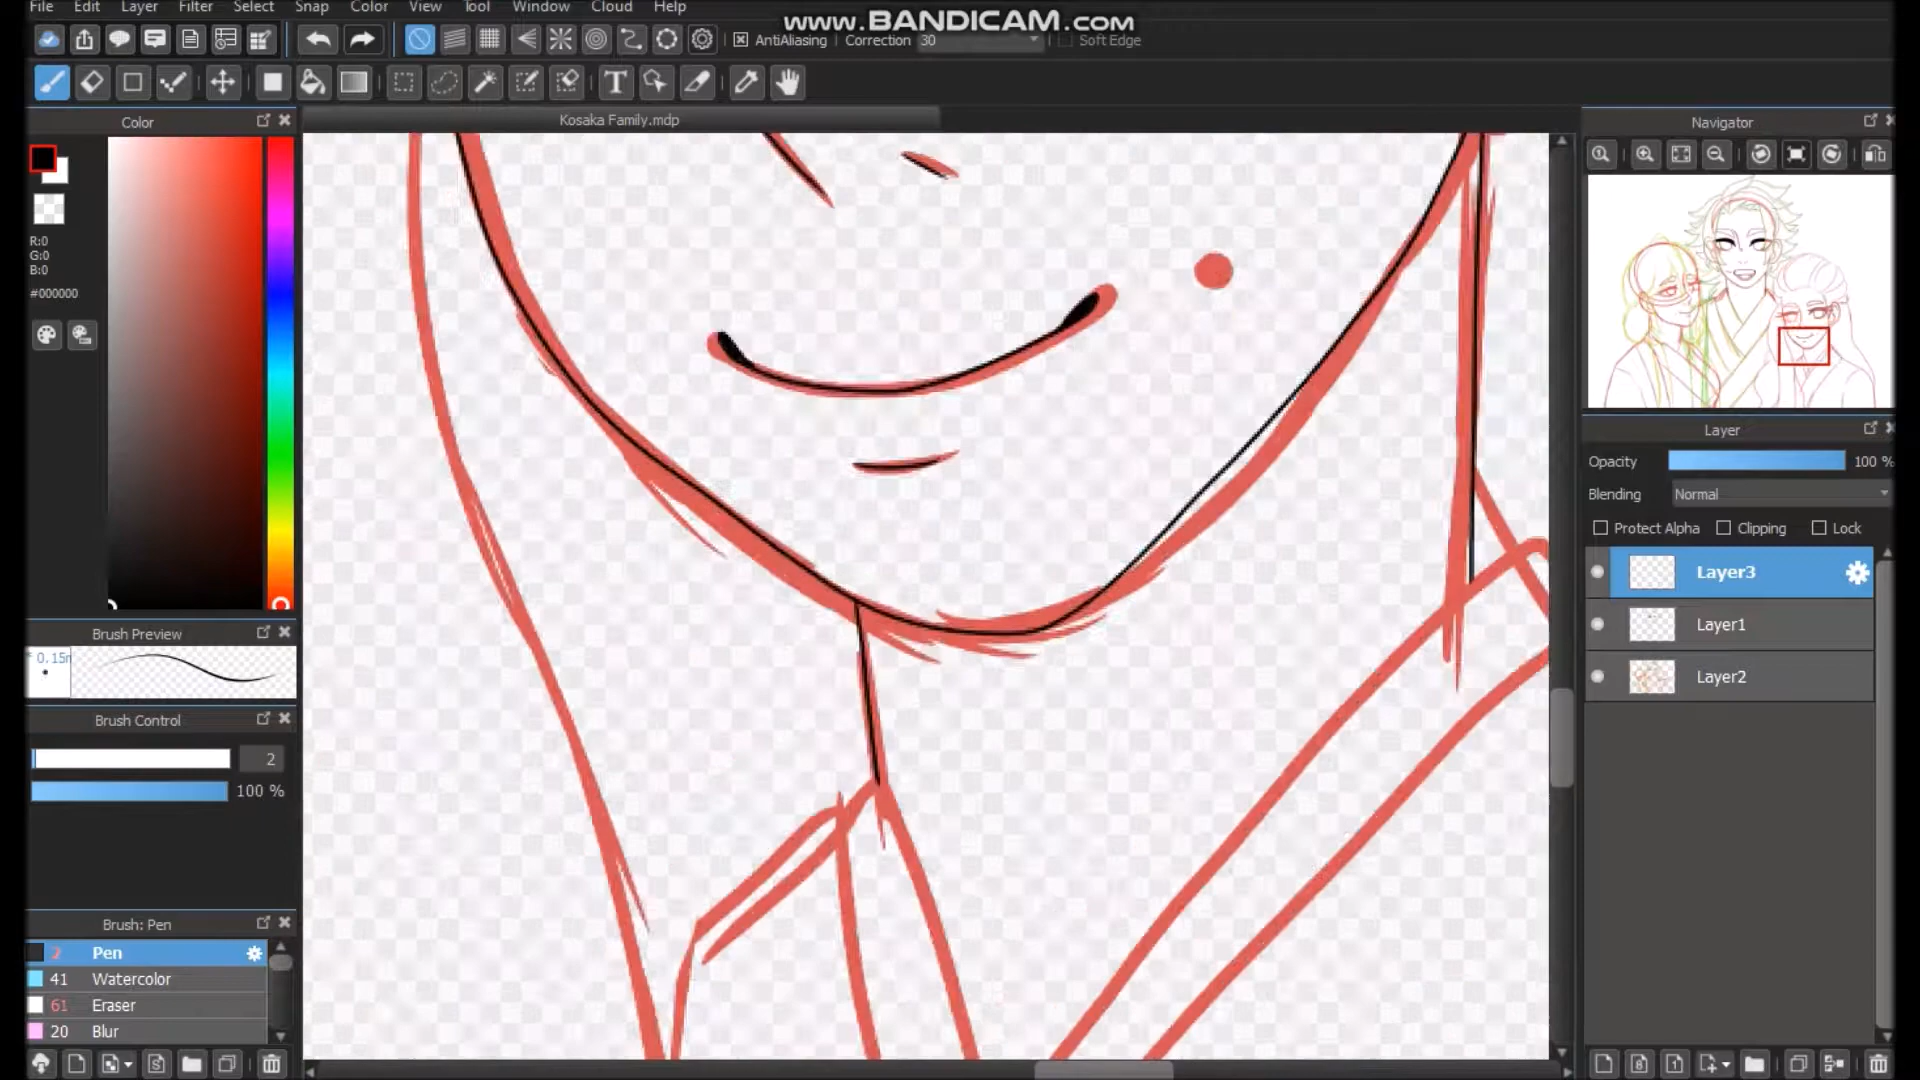 File Edit Layer Filter Select Snap Color View Tool Window Cloud Help
www.BANDICAM.com
AntiAliasing Correction 30 Soft Edge
T
Color
Kosaka Family.mdp
Navigator
R:0
G:0
B:0
#000000
Layer
Opacity 100 %
Blending Normal
Protect Alpha Clipping Lock
Layer3
Layer1
Layer2
Brush Preview
Brush Control
2
100 %
Brush: Pen
2 Pen
41 Watercolor
61 Eraser
20 Blur